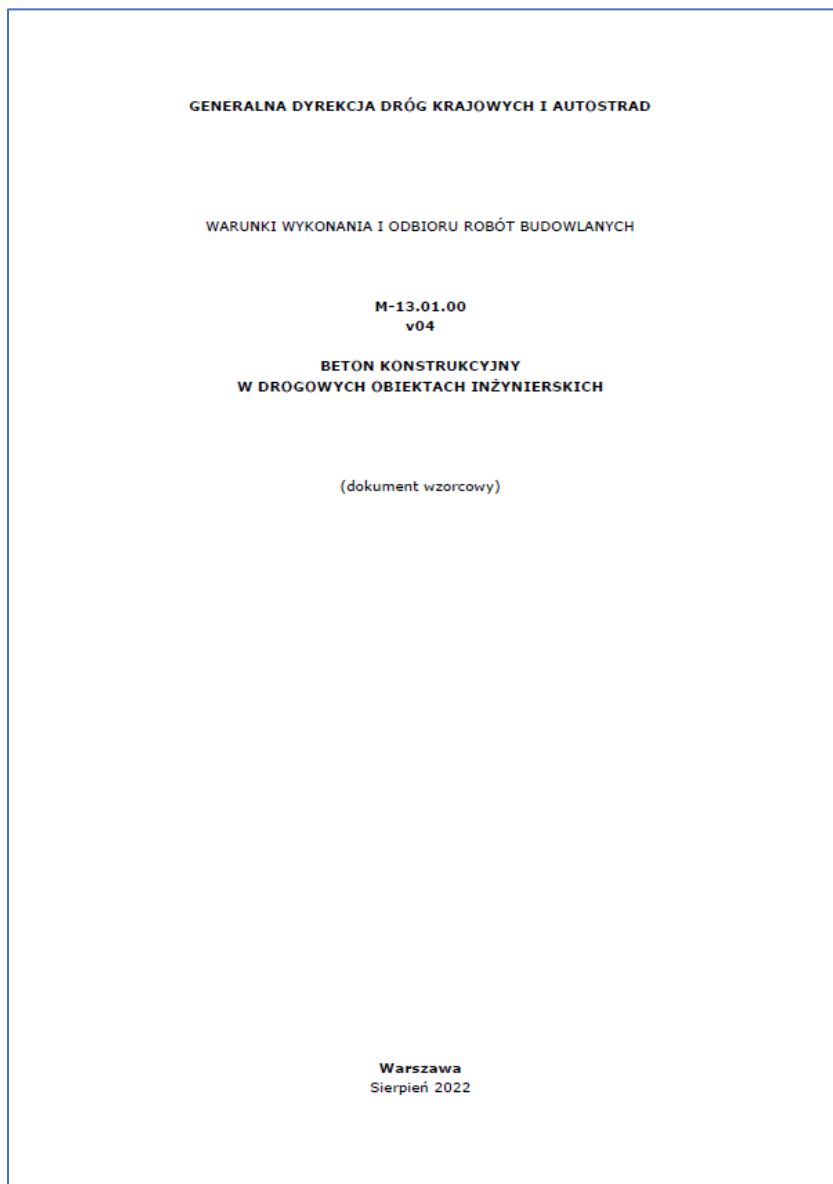 GENERALNA DYREKCJA DRÓG KRAJOWYCH I AUTOSTRAD
WARUNKI WYKONANIA I ODBIORU ROBÓT BUDOWLANYCH
M-13.01.00
v04
BETON KONSTRUKCYJNY
W DROGOWYCH OBIEKTACH INŻYNIERSKICH
(dokument wzorcowy)
Warszawa
Sierpień 2022